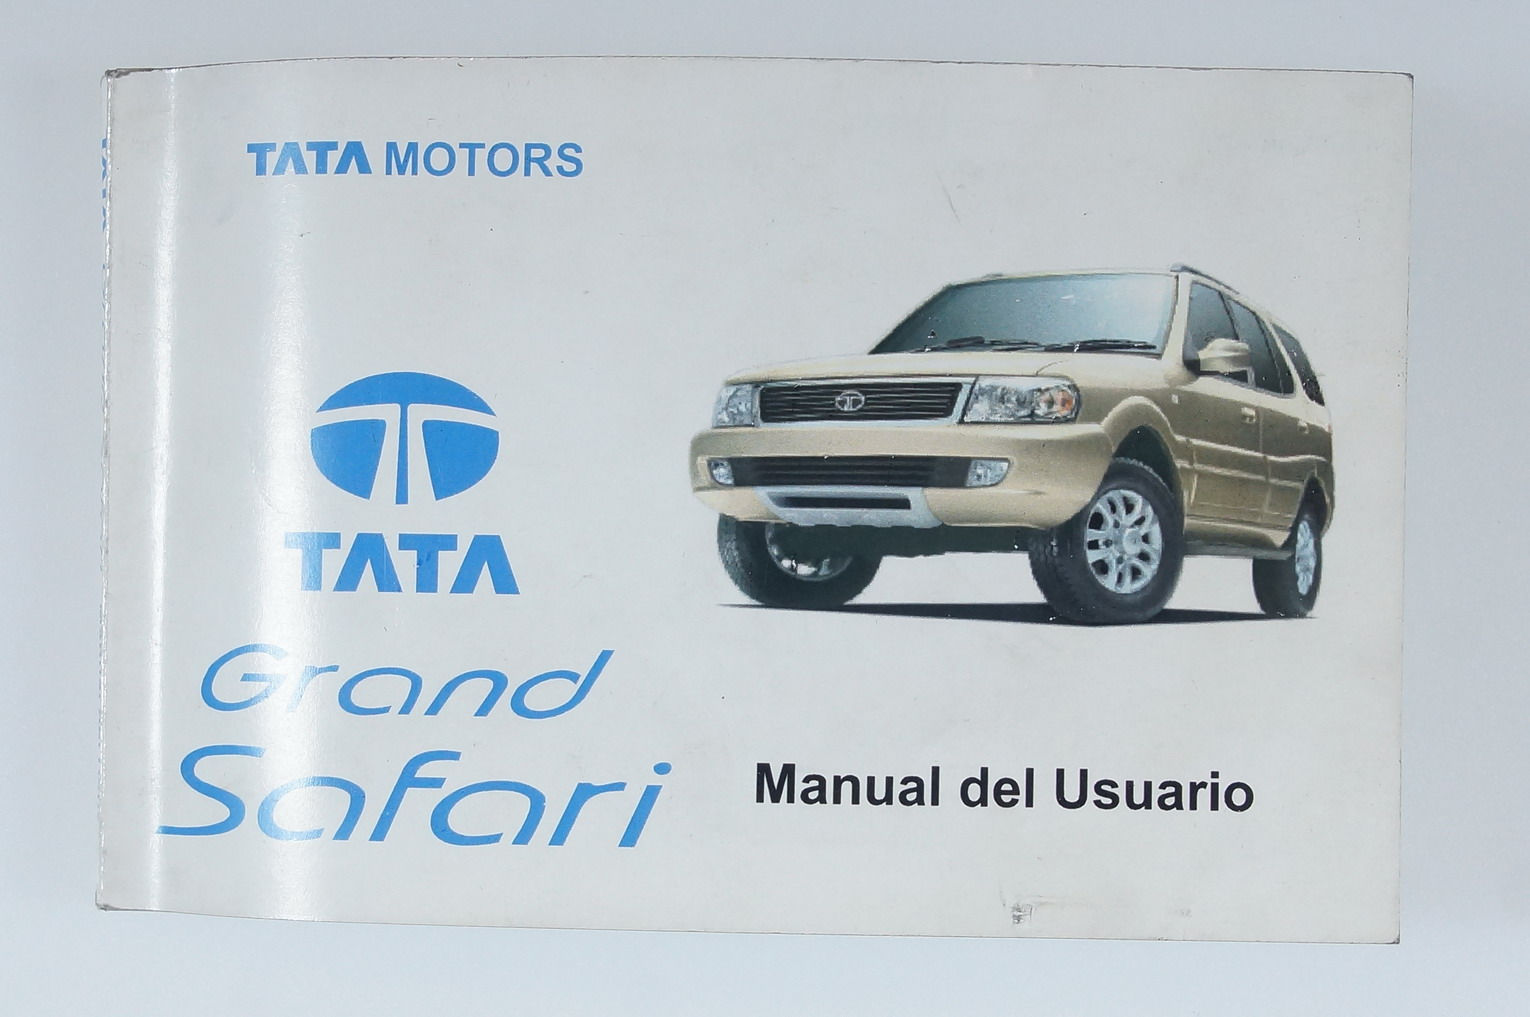 TATA MOTORS
TATA
Grand
Safari
Manual del Usuario